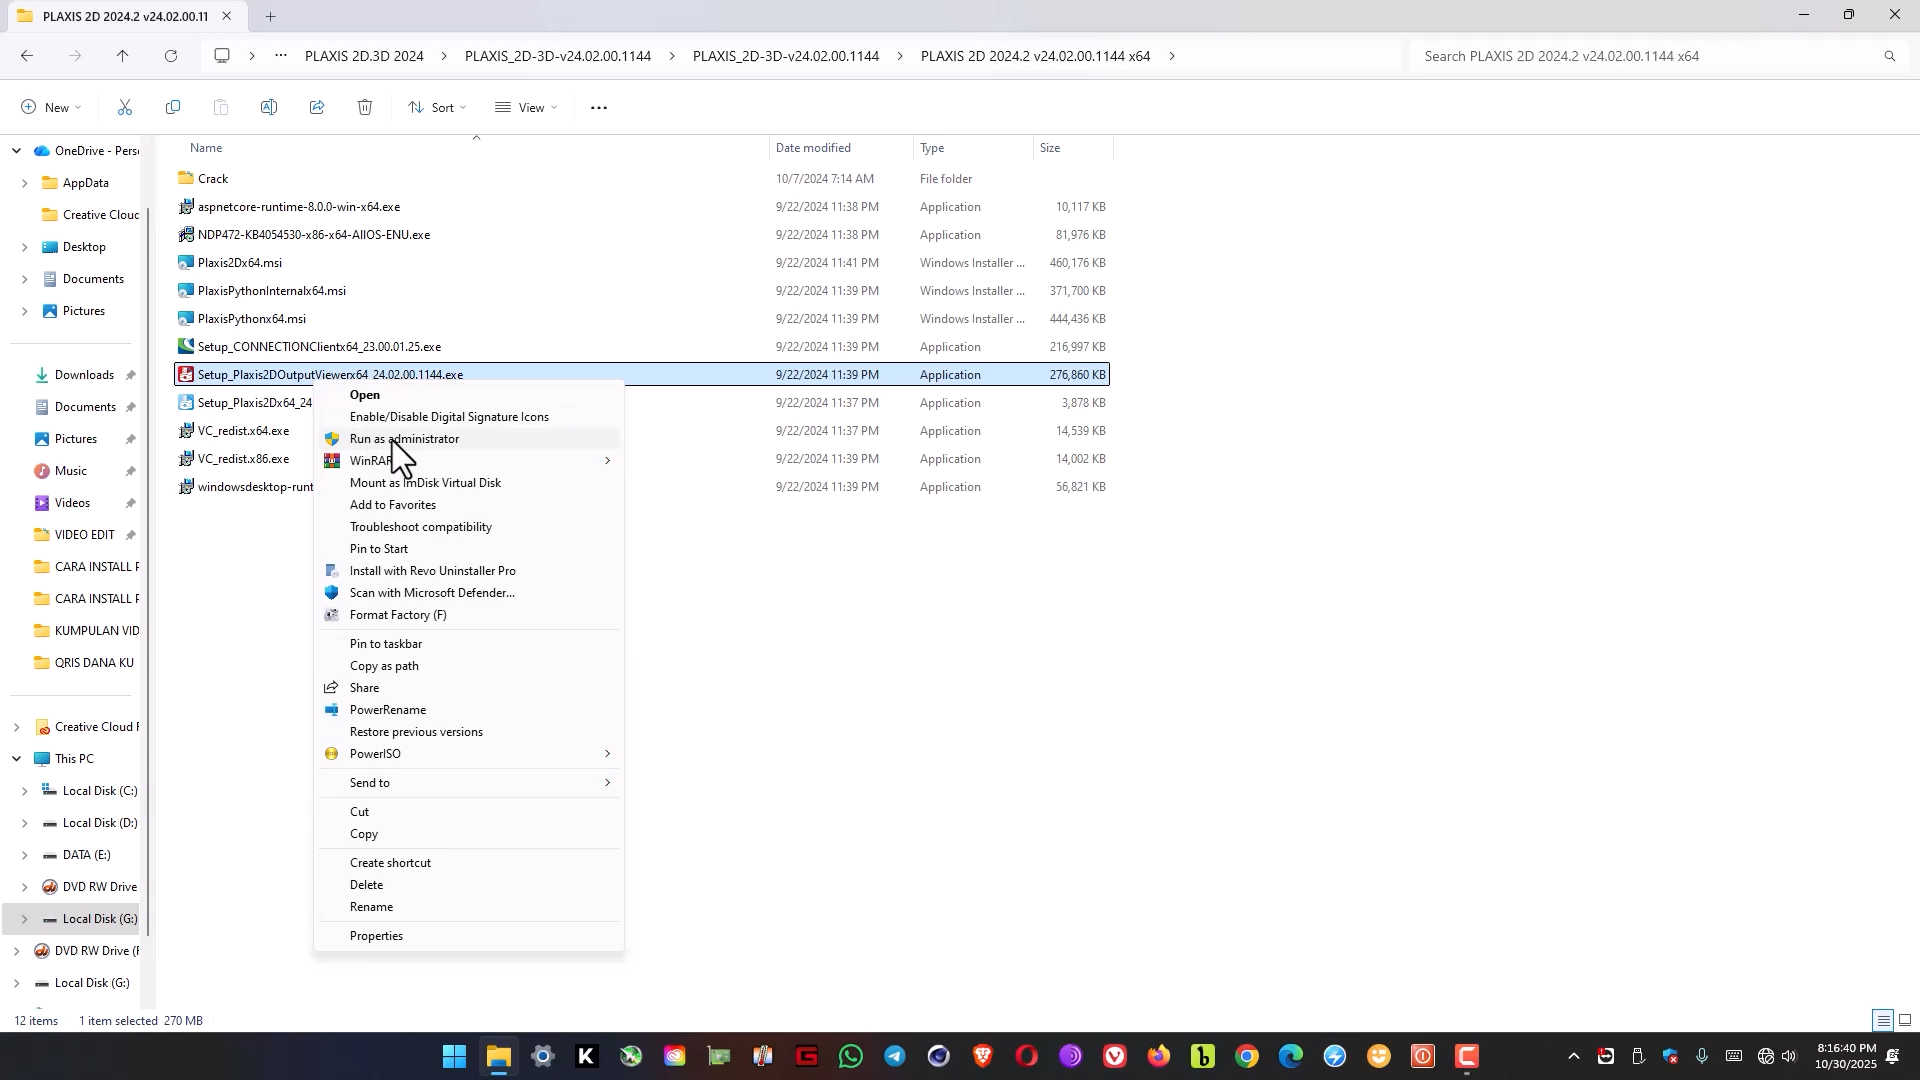 PLAXIS 2D 2024.2 v24.02.00.11
PLAXIS 2D.3D 2024
PLAXIS_2D-3D-v24.02.00.1144
PLAXIS_2D-3D-v24.02.00.1144
PLAXIS 2D 2024.2 v24.02.00.1144 x64
Search PLAXIS 2D 2024.2 v24.02.00.1144 x64
New
Sort
View
Name
Date modified
Type
Size
Crack
10/7/2024 7:14 AM
File folder
aspnetcore-runtime-8.0.0-win-x64.exe
9/22/2024 11:38 PM
Application
10,117 KB
NDP472-KB4054530-x86-x64-AllOS-ENU.exe
9/22/2024 11:38 PM
Application
81,976 KB
Plaxis2Dx64.msi
9/22/2024 11:41 PM
Windows Installer ...
460,176 KB
PlaxisPythonInternalx64.msi
9/22/2024 11:39 PM
Windows Installer ...
371,700 KB
PlaxisPythonx64.msi
9/22/2024 11:39 PM
Windows Installer ...
444,436 KB
Setup_CONNECTIONClientx64_23.00.01.25.exe
9/22/2024 11:39 PM
Application
216,997 KB
Setup_Plaxis2DOutputViewerx64_24.02.00.1144.exe
9/22/2024 11:39 PM
Application
276,860 KB
Setup_Plaxis2Dx64_24
9/22/2024 11:37 PM
Application
3,878 KB
VC_redist.x64.exe
9/22/2024 11:37 PM
Application
14,539 KB
VC_redist.x86.exe
9/22/2024 11:39 PM
Application
14,002 KB
windowsdesktop-runt
9/22/2024 11:39 PM
Application
56,821 KB
Open
Enable/Disable Digital Signature Icons
Run as administrator
WinRAR
Mount as ImDisk Virtual Disk
Add to Favorites
Troubleshoot compatibility
Pin to Start
Install with Revo Uninstaller Pro
Scan with Microsoft Defender...
Format Factory (F)
Pin to taskbar
Copy as path
Share
PowerRename
Restore previous versions
PowerISO
Send to
Cut
Copy
Create shortcut
Delete
Rename
Properties
OneDrive - Perso
AppData
Creative Cloud
Desktop
Documents
Pictures
Downloads
Documents
Pictures
Music
Videos
VIDEO EDIT
CARA INSTALL P
CARA INSTALL P
KUMPULAN VID
QRIS DANA KU
Creative Cloud F
This PC
Local Disk (C:)
Local Disk (D:)
DATA (E:)
DVD RW Drive
Local Disk (G:)
DVD RW Drive (F
Local Disk (G:)
12 items
1 item selected 270 MB
8:16:40 PM
10/30/2025